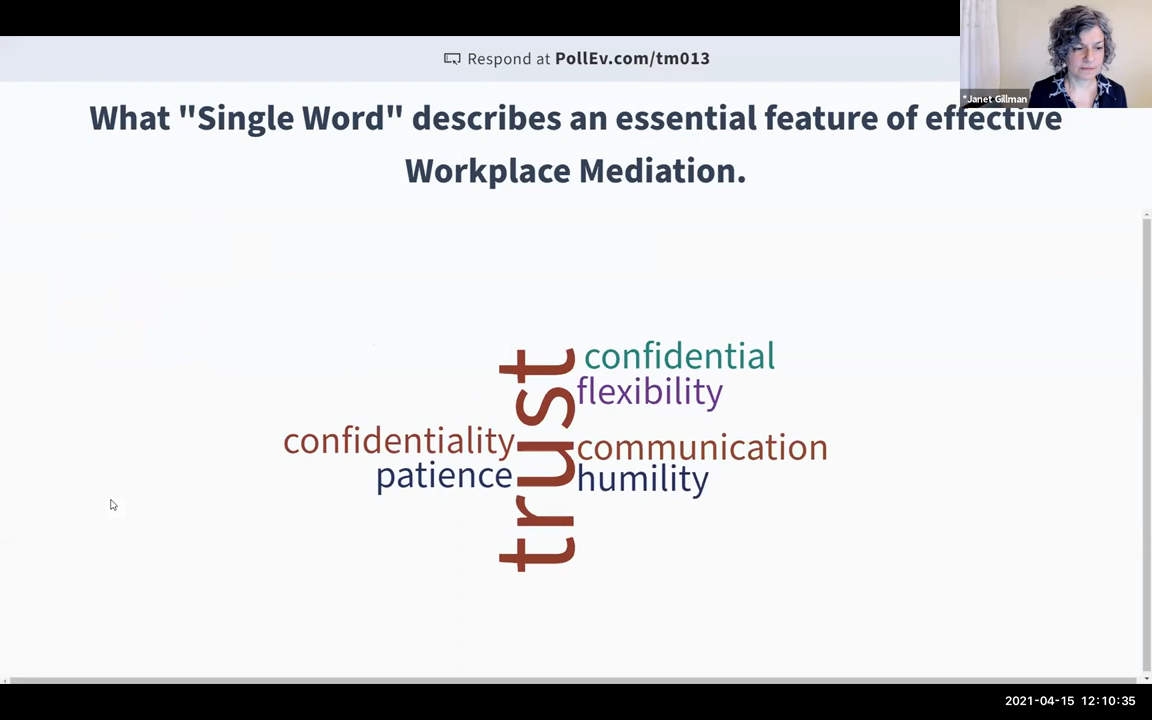 Respond at PollEv.com/tm013
*Janet Gillman
What "Single Word" describes an essential feature of effective
Workplace Mediation.
trust
confidential
flexibility
confidentiality
communication
patience
humility
2021-04-15 12:10:35